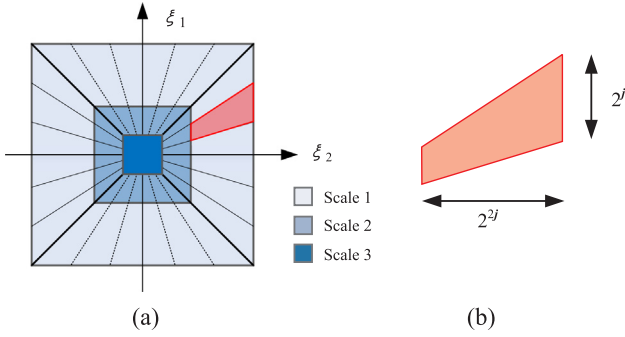 ξ 1
ξ 2
Scale 1
Scale 2
Scale 3
(a)
2^j
2^{2j}
(b)